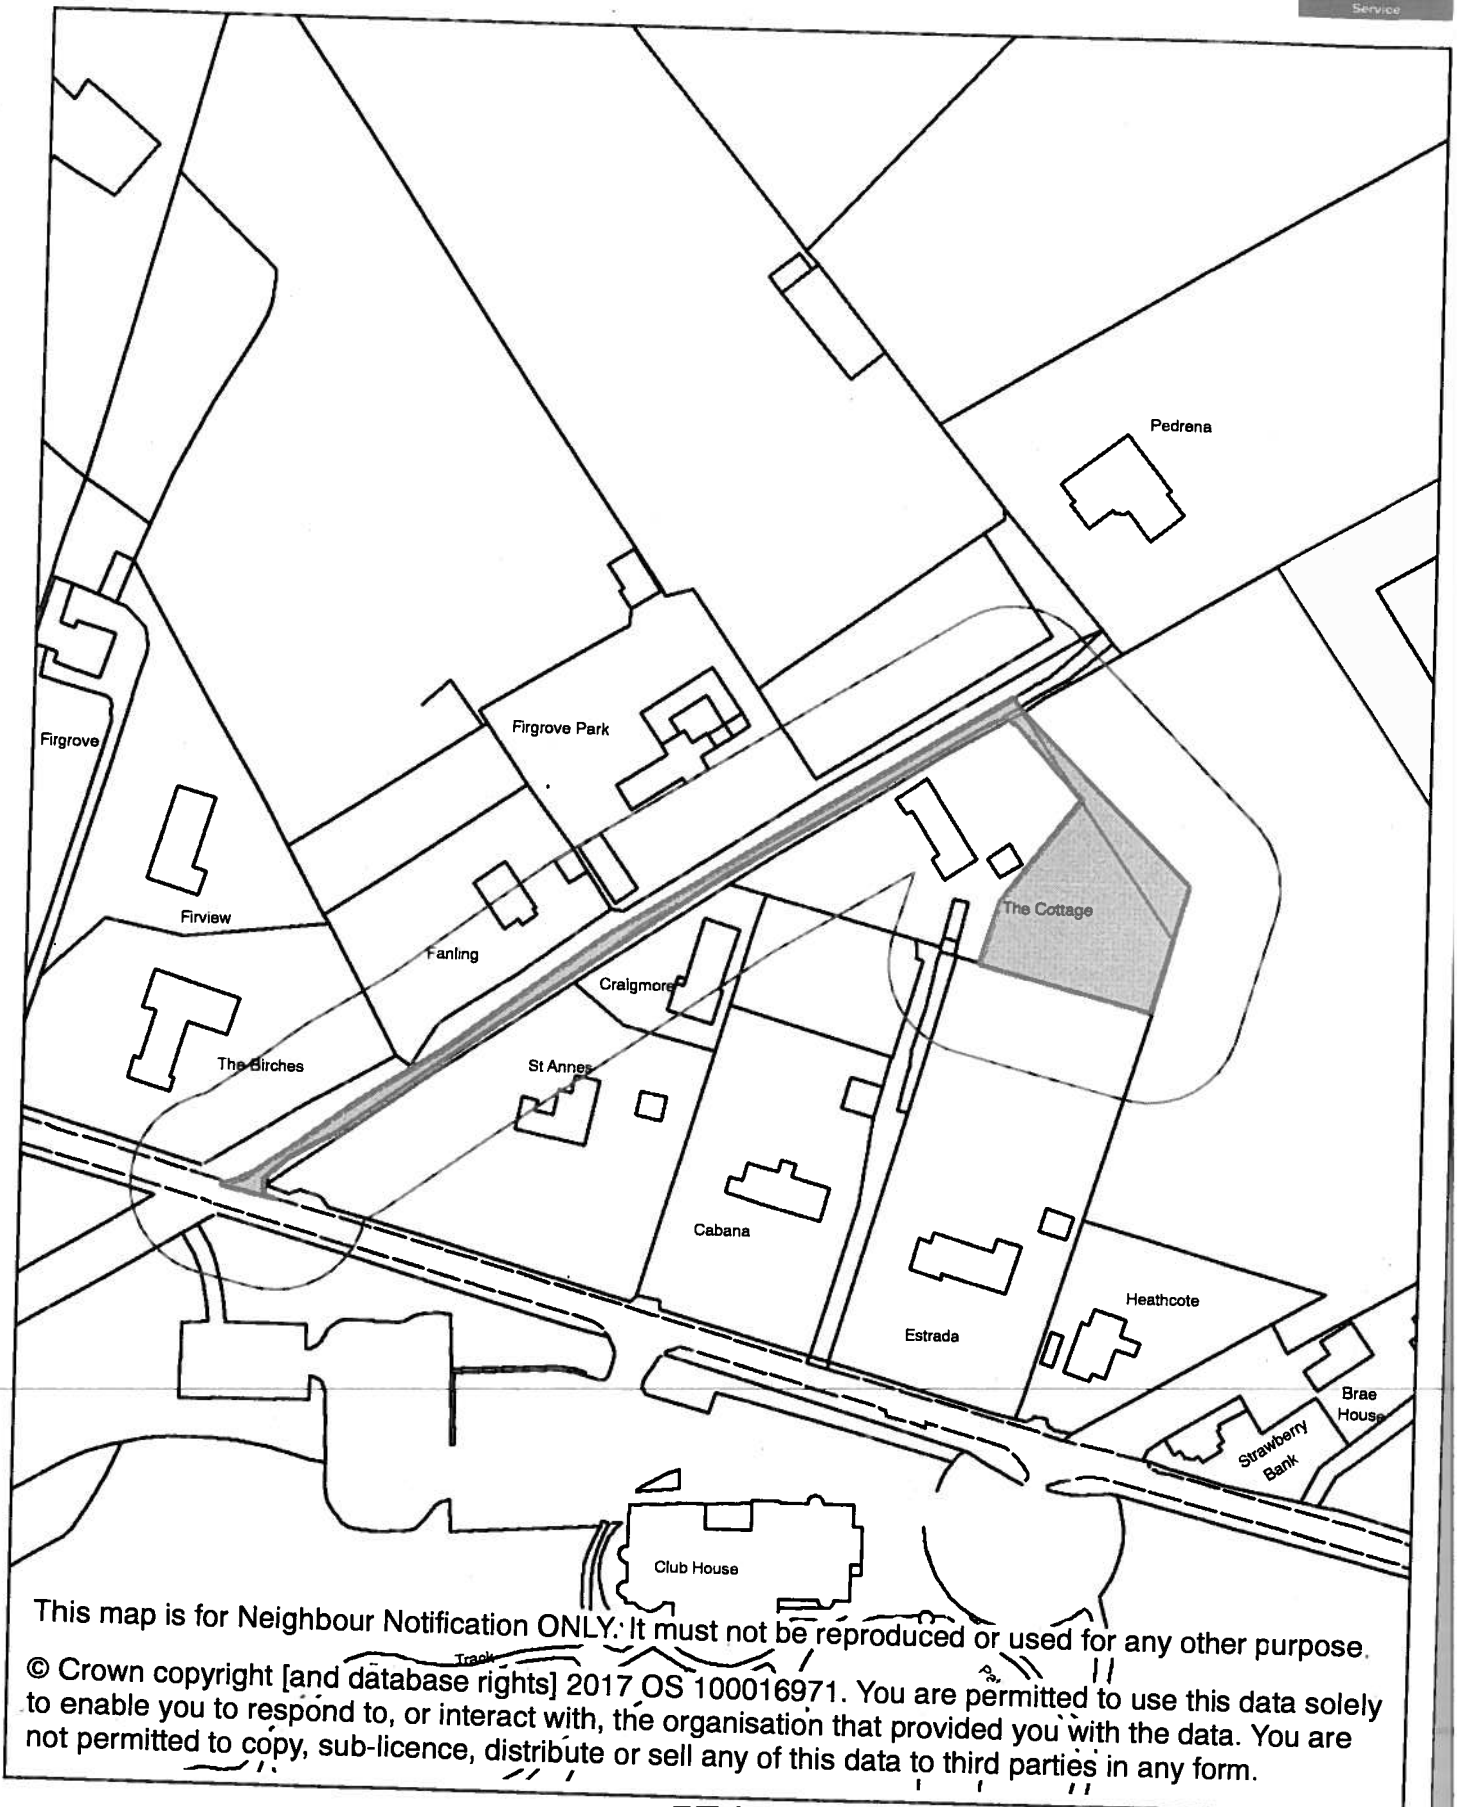 Service
Pedrena
Firgrove Park
Firgrove
Firview
The Cottage
Fanling
Craigmore
The Birches
St Annes
Cabana
Heathcote
Estrada
Brae
House
Strawberry
Bank
Club House
This map is for Neighbour Notification ONLY. It must not be reproduced or used for any other purpose.
Track
© Crown copyright [and database rights] 2017 OS 100016971. You are permitted to use this data solely
to enable you to respond to, or interact with, the organisation that provided you with the data. You are
not permitted to copy, sub-licence, distribute or sell any of this data to third parties in any form.